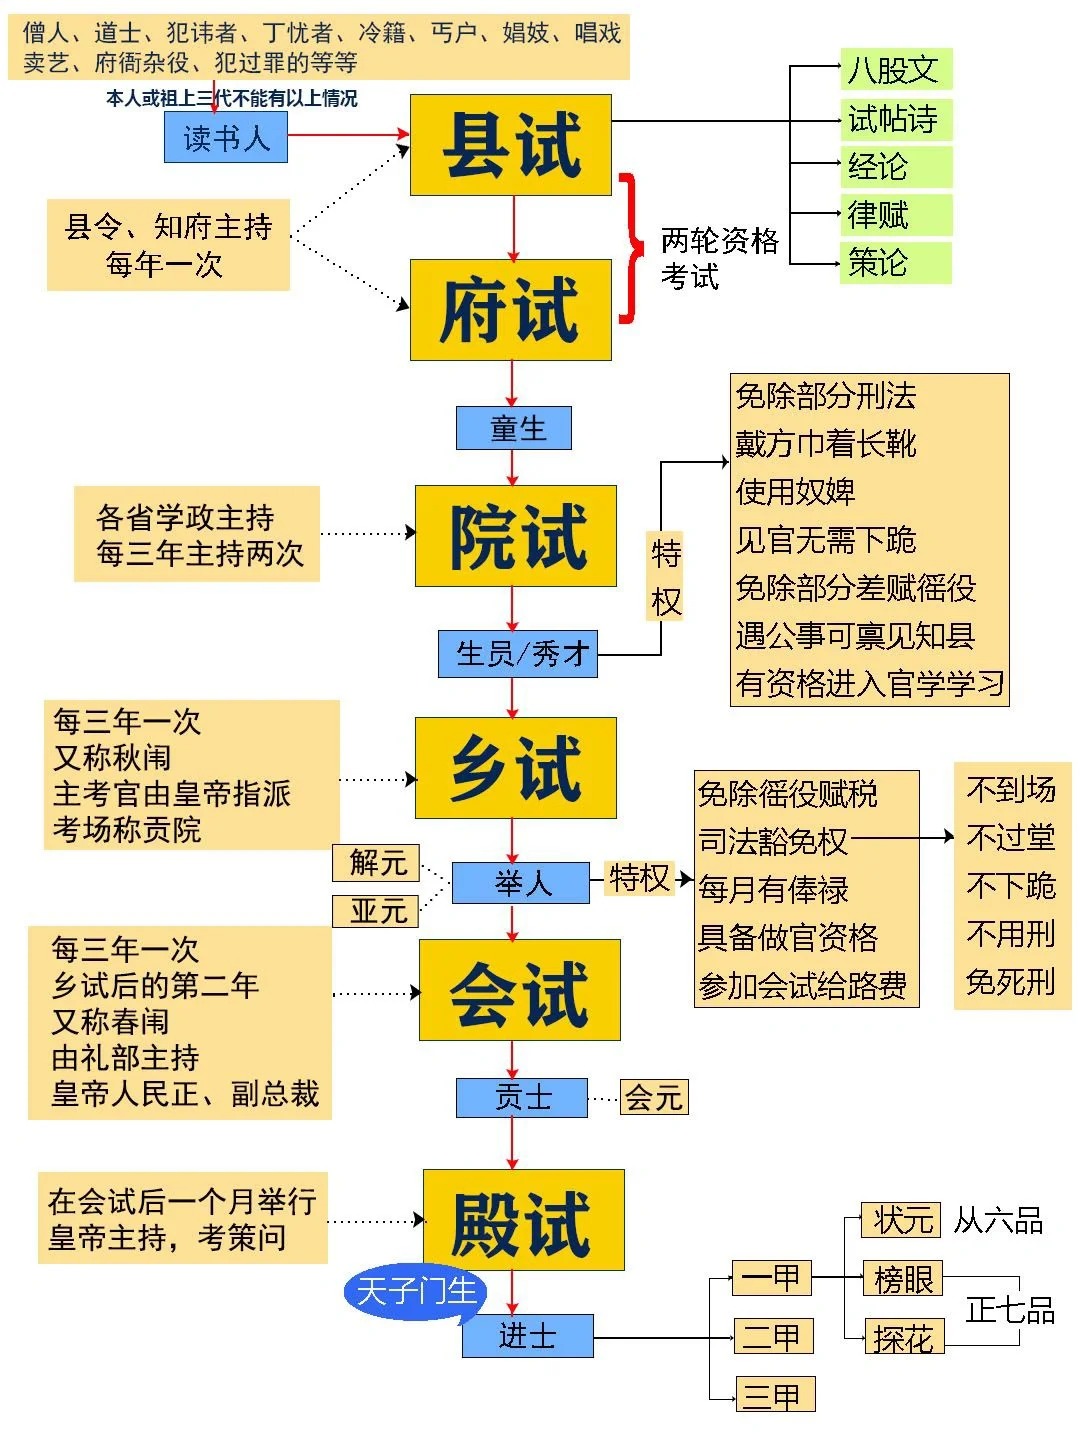 僧人、道士、犯讳者、丁忧者、冷籍、丐户、娼妓、唱戏
卖艺、府衙杂役、犯过罪的等等
本人或祖上三代不能有以上情况
读书人
县试
八股文
试帖诗
经论
律赋
策论
县令、知府主持
每年一次
两轮资格
考试
府试
童生
各省学政主持
每三年主持两次
院试
生员/秀才
特
权
免除部分刑法
戴方巾着长靴
使用奴婢
见官无需下跪
免除部分差赋徭役
遇公事可禀见知县
有资格进入官学学习
每三年一次
又称秋闱
主考官由皇帝指派
考场称贡院
乡试
解元
亚元
举人
特权
免除徭役赋税
司法豁免权
每月有俸禄
具备做官资格
参加会试给路费
不到场
不过堂
不下跪
不用刑
免死刑
每三年一次
乡试后的第二年
又称春闱
由礼部主持
皇帝人民正、副总裁
会试
贡士
会元
在会试后一个月举行
皇帝主持，考策问
殿试
天子门生
进士
一甲
二甲
三甲
状元
从六品
榜眼
探花
正七品